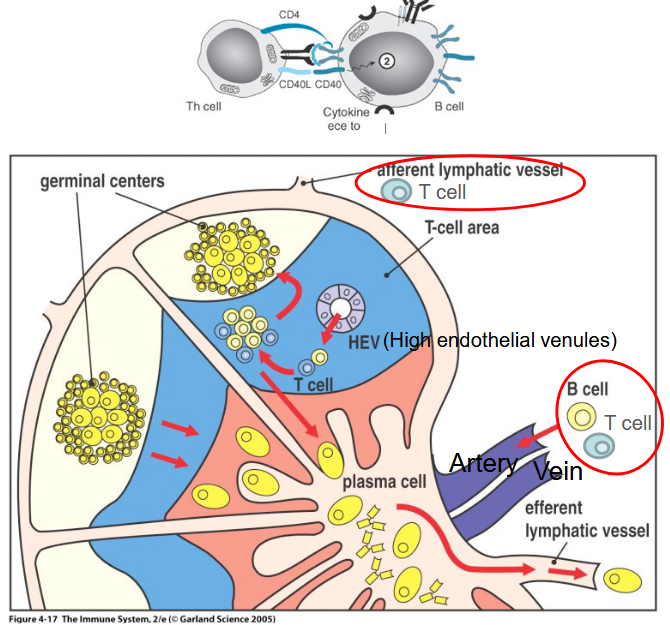 CD4
2
CD40L CD40
Th cell
B cell
Cytokine
ece to
afferent lymphatic vessel
T cell
germinal centers
T-cell area
HEV (High endothelial venules)
T cell
B cell
T cell
Artery
Vein
plasma cell
efferent
lymphatic vessel
Figure 4-17 The Immune System, 2/e (© Garland Science 2005)